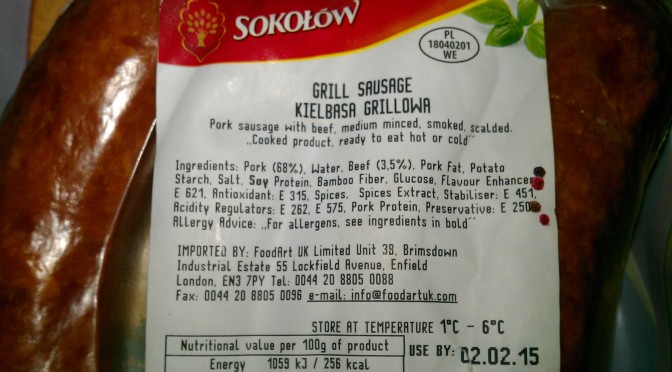 SOKOŁÓW
PL
18040201
WE
GRILL SAUSAGE
KIELBASA GRILLOWA
Pork sausage with beef, medium minced, smoked, scalded.
„Cooked product, ready to eat hot or cold"
Ingredients: Pork (68%), Water, Beef (3,5%), Pork Fat, Potato
Starch, Salt, Soy Protein, Bamboo Fiber, Glucose, Flavour Enhancer
E 621, Antioxidant: E 315, Spices, Spices Extract, Stabiliser: E 451,
Acidity Regulators: E 262, E 575, Pork Protein, Preservative: E 250
Allergy Advice: „For allergens, see ingredients in bold"
IMPORTED BY: FoodArt UK Limited Unit 38, Brimsdown
Industrial Estate 55 Lockfield Avenue, Enfield
London, EN3 7PY Tel: 0044 20 8805 0088
Fax: 0044 20 8805 0096 e-mail: info@foodartuk.com
STORE AT TEMPERATURE 1°C - 6°C
Nutritional value per 100g of product
USE BY: 02.02.15
Energy 1059 kJ / 256 kcal